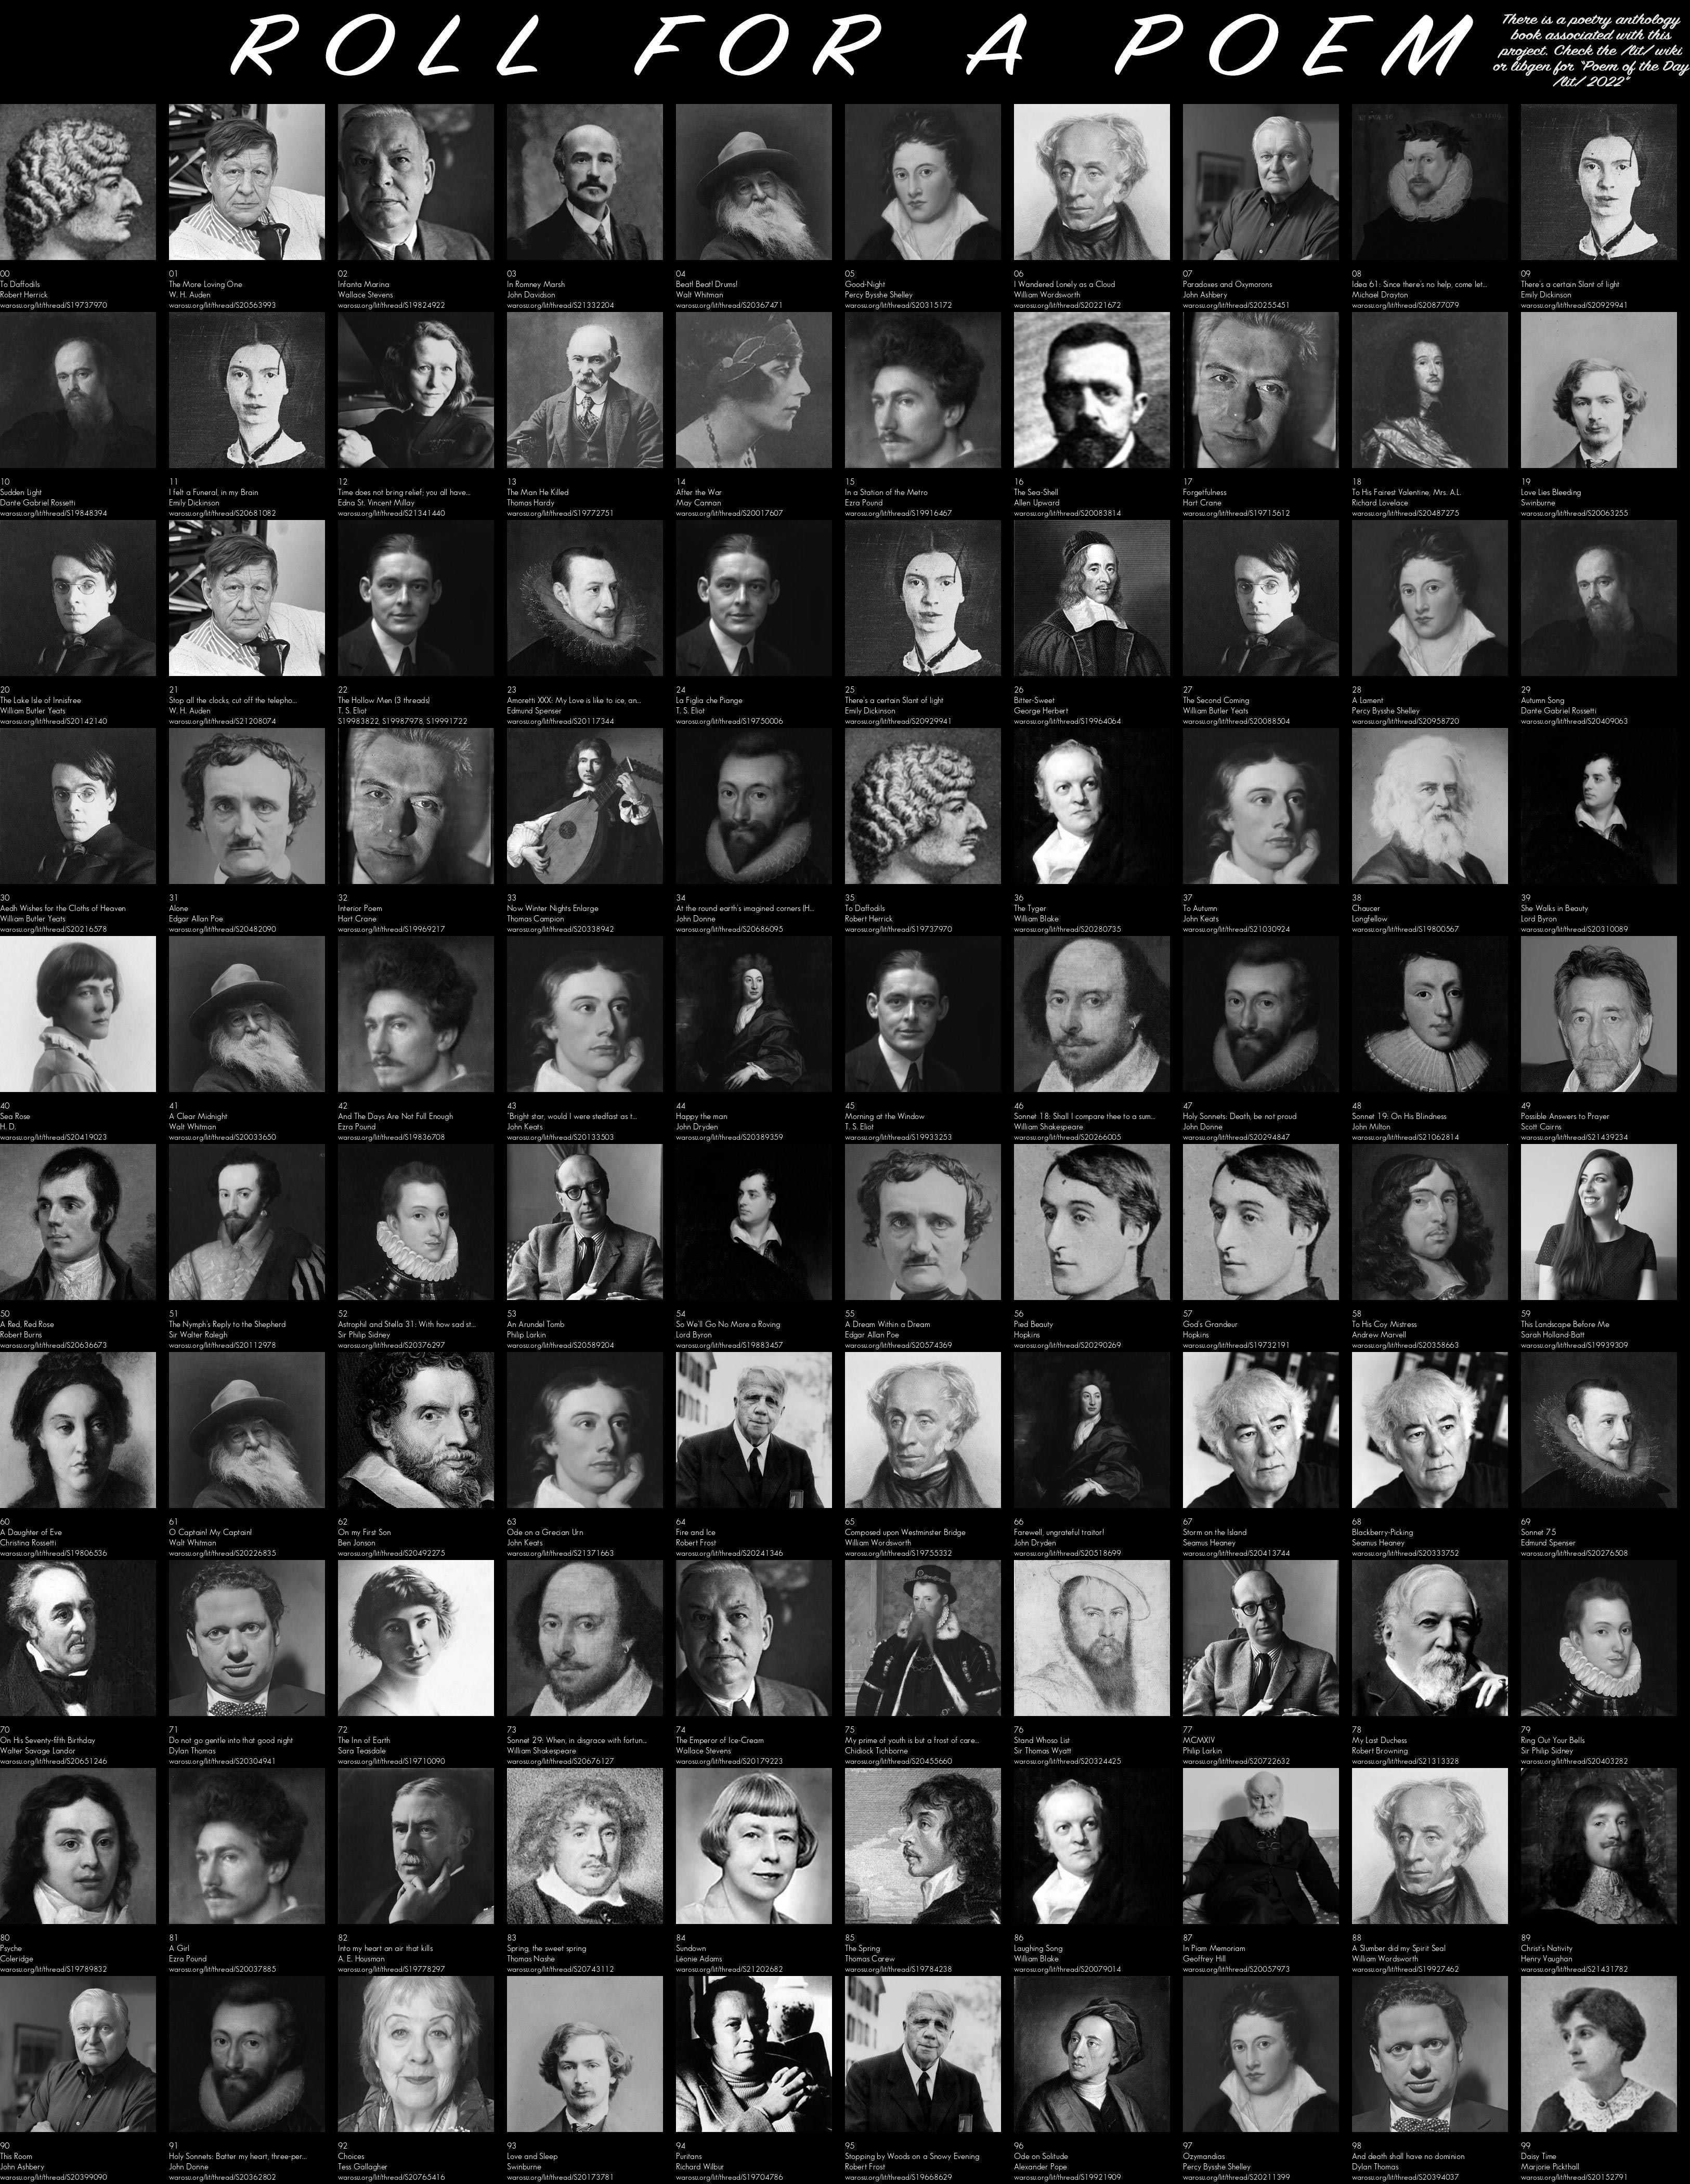 ROLL FOR A POEM
There is a poetry anthology
book associated with this
project. Check the /lit/ wiki
or libgen for "Poem of the Day
/lit/ 2022"
00
To Daffodils
Robert Herrick
warosu.org/lit/thread/S19737970
01
The More Loving One
W. H. Auden
warosu.org/lit/thread/S20563993
02
Infanta Marina
Wallace Stevens
warosu.org/lit/thread/S19824922
03
In Romney Marsh
John Davidson
warosu.org/lit/thread/S21332204
04
Beat! Beat! Drums!
Walt Whitman
warosu.org/lit/thread/S20367471
05
Good-Night
Percy Bysshe Shelley
warosu.org/lit/thread/S20315172
06
I Wandered Lonely as a Cloud
William Wordsworth
warosu.org/lit/thread/S20221672
07
Paradoxes and Oxymorons
John Ashbery
warosu.org/lit/thread/S20255451
08
Idea 61: Since there's no help, come let...
Michael Drayton
warosu.org/lit/thread/S20877079
09
There's a certain Slant of light
Emily Dickinson
warosu.org/lit/thread/S20929941
10
Sudden Light
Dante Gabriel Rossetti
warosu.org/lit/thread/S19848394
11
I felt a Funeral, in my Brain
Emily Dickinson
warosu.org/lit/thread/S20681082
12
Time does not bring relief; you all have...
Edna St. Vincent Millay
warosu.org/lit/thread/S21341440
13
The Man He Killed
Thomas Hardy
warosu.org/lit/thread/S19772751
14
After the War
May Cannan
warosu.org/lit/thread/S20017607
15
In a Station of the Metro
Ezra Pound
warosu.org/lit/thread/S19916467
16
The Sea-Shell
Allen Upward
warosu.org/lit/thread/S20083814
17
Forgetfulness
Hart Crane
warosu.org/lit/thread/S19715612
18
To His Fairest Valentine, Mrs. A.L.
Richard Lovelace
warosu.org/lit/thread/S20487275
19
Love Lies Bleeding
Swinburne
warosu.org/lit/thread/S20063255
20
The Lake Isle of Innisfree
William Butler Yeats
warosu.org/lit/thread/S20142140
21
Stop all the clocks, cut off the telepho...
W. H. Auden
warosu.org/lit/thread/S21208074
22
The Hollow Men (3 threads)
T. S. Eliot
S19983822, S19987978, S19991722
23
Amoretti XXX: My Love is like to ice, an...
Edmund Spenser
warosu.org/lit/thread/S20117344
24
La Figlia che Piange
T. S. Eliot
warosu.org/lit/thread/S19750006
25
There's a certain Slant of light
Emily Dickinson
warosu.org/lit/thread/S20929941
26
Bitter-Sweet
George Herbert
warosu.org/lit/thread/S19964064
27
The Second Coming
William Butler Yeats
warosu.org/lit/thread/S20088504
28
A Lament
Percy Bysshe Shelley
warosu.org/lit/thread/S20958720
29
Autumn Song
Dante Gabriel Rossetti
warosu.org/lit/thread/S20409063
30
Aedh Wishes for the Cloths of Heaven
William Butler Yeats
warosu.org/lit/thread/S20216578
31
Alone
Edgar Allan Poe
warosu.org/lit/thread/S20482090
32
Interior Poem
Hart Crane
warosu.org/lit/thread/S19969217
33
Now Winter Nights Enlarge
Thomas Campion
warosu.org/lit/thread/S20338942
34
At the round earth's imagined corners (H...
John Donne
warosu.org/lit/thread/S20686095
35
To Daffodils
Robert Herrick
warosu.org/lit/thread/S19737970
36
The Tyger
William Blake
warosu.org/lit/thread/S20280735
37
To Autumn
John Keats
warosu.org/lit/thread/S21030924
38
Chaucer
Longfellow
warosu.org/lit/thread/S19800567
39
She Walks in Beauty
Lord Byron
warosu.org/lit/thread/S20310089
40
Sea Rose
H. D.
warosu.org/lit/thread/S20419023
41
A Clear Midnight
Walt Whitman
warosu.org/lit/thread/S20033650
42
And The Days Are Not Full Enough
Ezra Pound
warosu.org/lit/thread/S19836708
43
"Bright star, would I were stedfast as t...
John Keats
warosu.org/lit/thread/S20133503
44
Happy the man
John Dryden
warosu.org/lit/thread/S20389359
45
Morning at the Window
T. S. Eliot
warosu.org/lit/thread/S19933253
46
Sonnet 18: Shall I compare thee to a sum...
William Shakespeare
warosu.org/lit/thread/S20266005
47
Holy Sonnets: Death, be not proud
John Donne
warosu.org/lit/thread/S20294847
48
Sonnet 19: On His Blindness
John Milton
warosu.org/lit/thread/S21062814
49
Possible Answers to Prayer
Scott Cairns
warosu.org/lit/thread/S21439234
50
A Red, Red Rose
Robert Burns
warosu.org/lit/thread/S20636673
51
The Nymph's Reply to the Shepherd
Sir Walter Ralegh
warosu.org/lit/thread/S20112978
52
Astrophil and Stella 31: With how sad st...
Sir Philip Sidney
warosu.org/lit/thread/S20376297
53
An Arundel Tomb
Philip Larkin
warosu.org/lit/thread/S20589204
54
So We'll Go No More a Roving
Lord Byron
warosu.org/lit/thread/S19883457
55
A Dream Within a Dream
Edgar Allan Poe
warosu.org/lit/thread/S20574369
56
Pied Beauty
Hopkins
warosu.org/lit/thread/S20290269
57
God's Grandeur
Hopkins
warosu.org/lit/thread/S19732191
58
To His Coy Mistress
Andrew Marvell
warosu.org/lit/thread/S20358663
59
This Landscape Before Me
Sarah Holland-Batt
warosu.org/lit/thread/S19939309
60
A Daughter of Eve
Christina Rossetti
warosu.org/lit/thread/S19806536
61
O Captain! My Captain!
Walt Whitman
warosu.org/lit/thread/S20226835
62
On my First Son
Ben Jonson
warosu.org/lit/thread/S20492275
63
Ode on a Grecian Urn
John Keats
warosu.org/lit/thread/S21371663
64
Fire and Ice
Robert Frost
warosu.org/lit/thread/S20241346
65
Composed upon Westminster Bridge
William Wordsworth
warosu.org/lit/thread/S19755332
66
Farewell, ungrateful traitor!
John Dryden
warosu.org/lit/thread/S20518699
67
Storm on the Island
Seamus Heaney
warosu.org/lit/thread/S20413744
68
Blackberry-Picking
Seamus Heaney
warosu.org/lit/thread/S20333752
69
Sonnet 75
Edmund Spenser
warosu.org/lit/thread/S20276508
70
On His Seventy-fifth Birthday
Walter Savage Landor
warosu.org/lit/thread/S20651246
71
Do not go gentle into that good night
Dylan Thomas
warosu.org/lit/thread/S20304941
72
The Inn of Earth
Sara Teasdale
warosu.org/lit/thread/S19710090
73
Sonnet 29: When, in disgrace with fortun...
William Shakespeare
warosu.org/lit/thread/S20676127
74
The Emperor of Ice-Cream
Wallace Stevens
warosu.org/lit/thread/S20179223
75
My prime of youth is but a frost of care...
Chidiock Tichborne
warosu.org/lit/thread/S20455660
76
Stand Whoso List
Sir Thomas Wyatt
warosu.org/lit/thread/S20324425
77
MCMXIV
Philip Larkin
warosu.org/lit/thread/S20722632
78
My Last Duchess
Robert Browning
warosu.org/lit/thread/S21313328
79
Ring Out Your Bells
Sir Philip Sidney
warosu.org/lit/thread/S20403282
80
Psyche
Coleridge
warosu.org/lit/thread/S19789832
81
A Girl
Ezra Pound
warosu.org/lit/thread/S20037885
82
Into my heart an air that kills
A. E. Housman
warosu.org/lit/thread/S19778297
83
Spring, the sweet spring
Thomas Nashe
warosu.org/lit/thread/S20743112
84
Sundown
Léonie Adams
warosu.org/lit/thread/S21202682
85
The Spring
Thomas Carew
warosu.org/lit/thread/S19784238
86
Laughing Song
William Blake
warosu.org/lit/thread/S20079014
87
In Piam Memoriam
Geoffrey Hill
warosu.org/lit/thread/S20057973
88
A Slumber did my Spirit Seal
William Wordsworth
warosu.org/lit/thread/S19927462
89
Christ's Nativity
Henry Vaughan
warosu.org/lit/thread/S21431782
90
This Room
John Ashbery
warosu.org/lit/thread/S20399090
91
Holy Sonnets: Batter my heart, three-per...
John Donne
warosu.org/lit/thread/S20362802
92
Choices
Tess Gallagher
warosu.org/lit/thread/S20765416
93
Love and Sleep
Swinburne
warosu.org/lit/thread/S20173781
94
Puritans
Richard Wilbur
warosu.org/lit/thread/S19704786
95
Stopping by Woods on a Snowy Evening
Robert Frost
warosu.org/lit/thread/S19668629
96
Ode on Solitude
Alexander Pope
warosu.org/lit/thread/S19921909
97
Ozymandias
Percy Bysshe Shelley
warosu.org/lit/thread/S20211399
98
And death shall have no dominion
Dylan Thomas
warosu.org/lit/thread/S20394037
99
Daisy Time
Marjorie Pickthall
warosu.org/lit/thread/S20152791